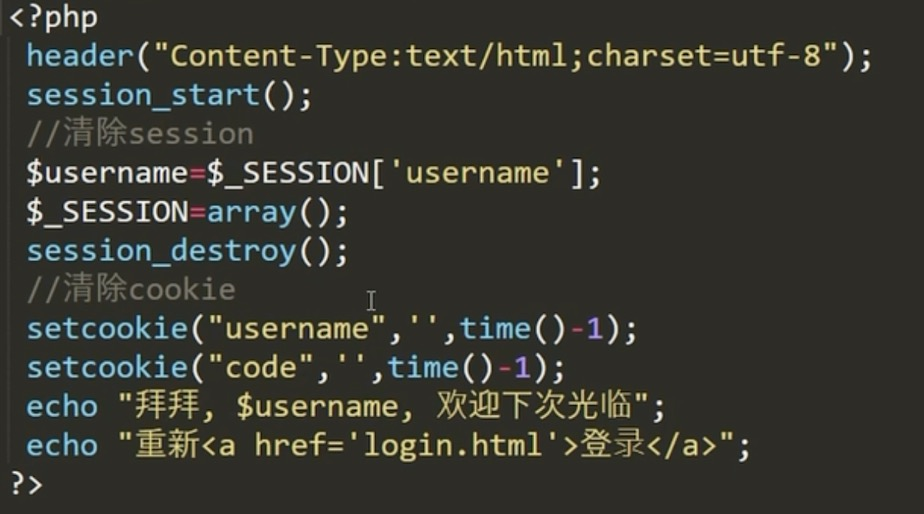 <?php
header("Content-Type:text/html;charset=utf-8");
session_start();
//清除session
$username=$_SESSION['username'];
$_SESSION=array();
session_destroy();
//清除cookie
setcookie("username",'',time()-1);
setcookie("code",'',time()-1);
echo "拜拜, $username, 欢迎下次光临";
echo "重新<a href='login.html'>登录</a>";
?>